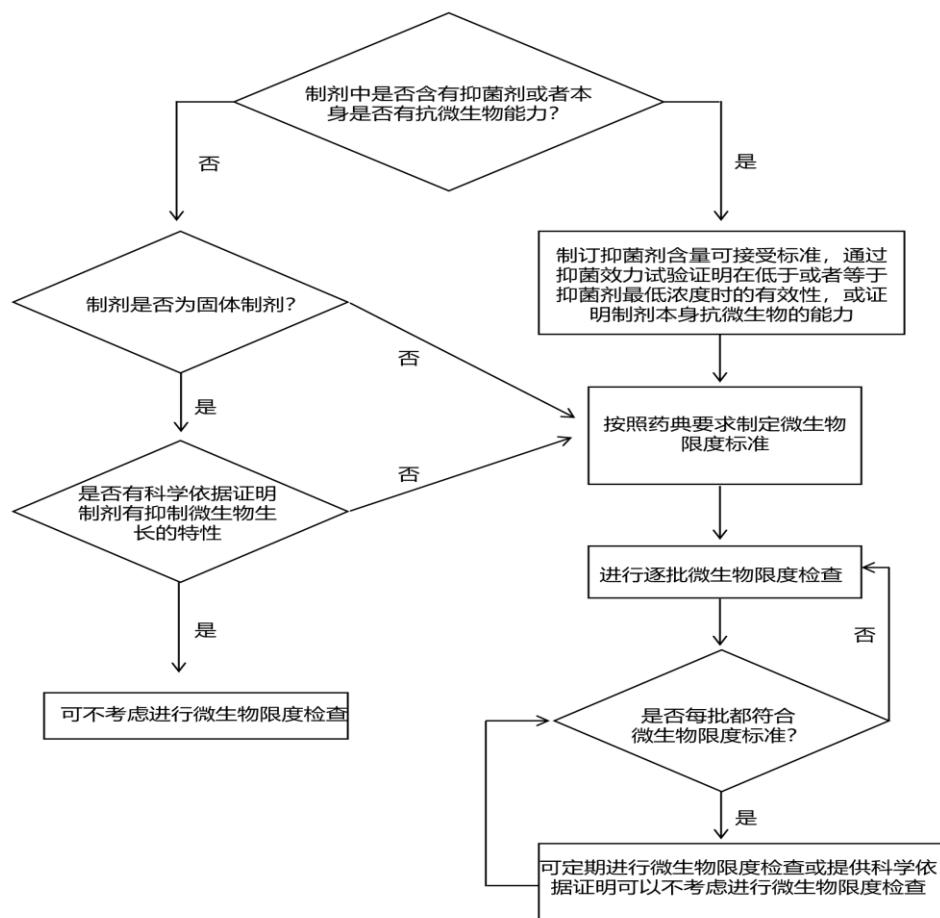 制剂中是否含有抑菌剂或者本
身是否有抗微生物能力？
否
是
制订抑菌剂含量可接受标准，通过
抑菌效力试验证明在低于或者等于
抑菌剂最低浓度时的有效性，或证
明制剂本身抗微生物的能力
制剂是否为固体制剂？
否
是
按照药典要求制定微生物
限度标准
是否有科学依据证明
制剂有抑制微生物生
长的特性
否
进行逐批微生物限度检查
是
否
可不考虑进行微生物限度检查
是否每批都符合
微生物限度标准？
是
可定期进行微生物限度检查或提供科学依
据证明可以不考虑进行微生物限度检查